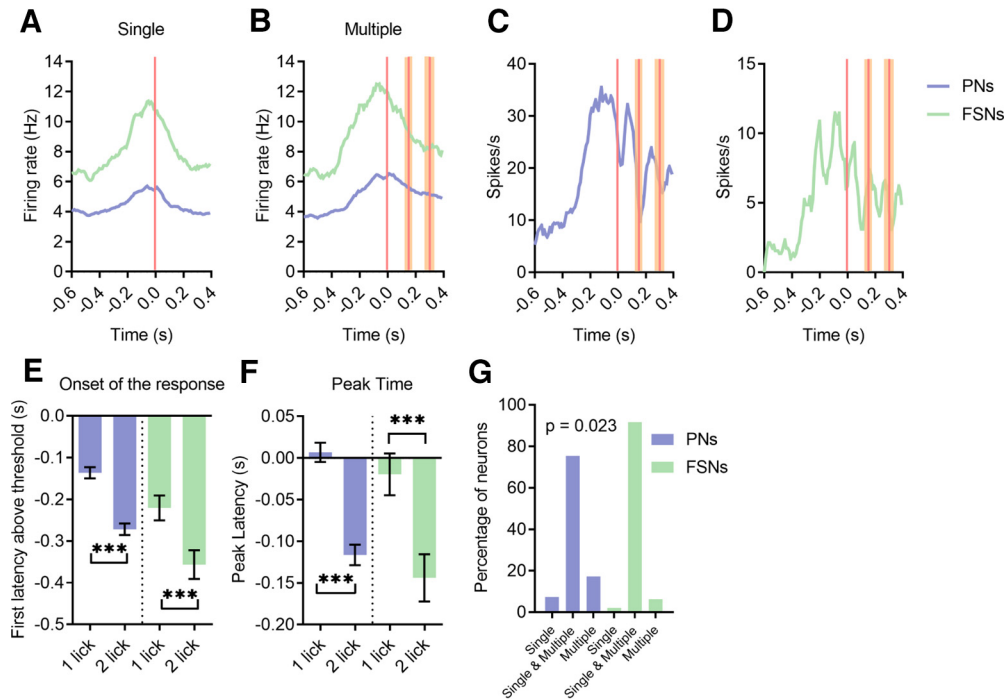 A
Single
Firing rate (Hz)
14
12
10
8
6
4
2
0
-0.6
-0.4
-0.2
0.0
0.2
0.4
Time (s)
B
Multiple
Firing rate (Hz)
14
12
10
8
6
4
2
0
-0.6
-0.4
-0.2
0.0
0.2
0.4
Time (s)
C
Spikes/s
40
30
20
10
0
-0.6
-0.4
-0.2
0.0
0.2
0.4
Time (s)
D
Spikes/s
15
10
5
0
-0.6
-0.4
-0.2
0.0
0.2
0.4
Time (s)
PNs
FSNs
E
Onset of the response
First latency above threshold (s)
0.0
-0.1
-0.2
-0.3
-0.4
-0.5
***
***
1 lick
2 lick
1 lick
2 lick
F
Peak Time
Peak Latency (s)
0.05
0.00
-0.05
-0.10
-0.15
-0.20
***
***
1 lick
2 lick
1 lick
2 lick
G
Percentage of neurons
100
80
60
40
20
0
p = 0.023
PNs
FSNs
Single
Single & Multiple
Multiple
Single
Single & Multiple
Multiple